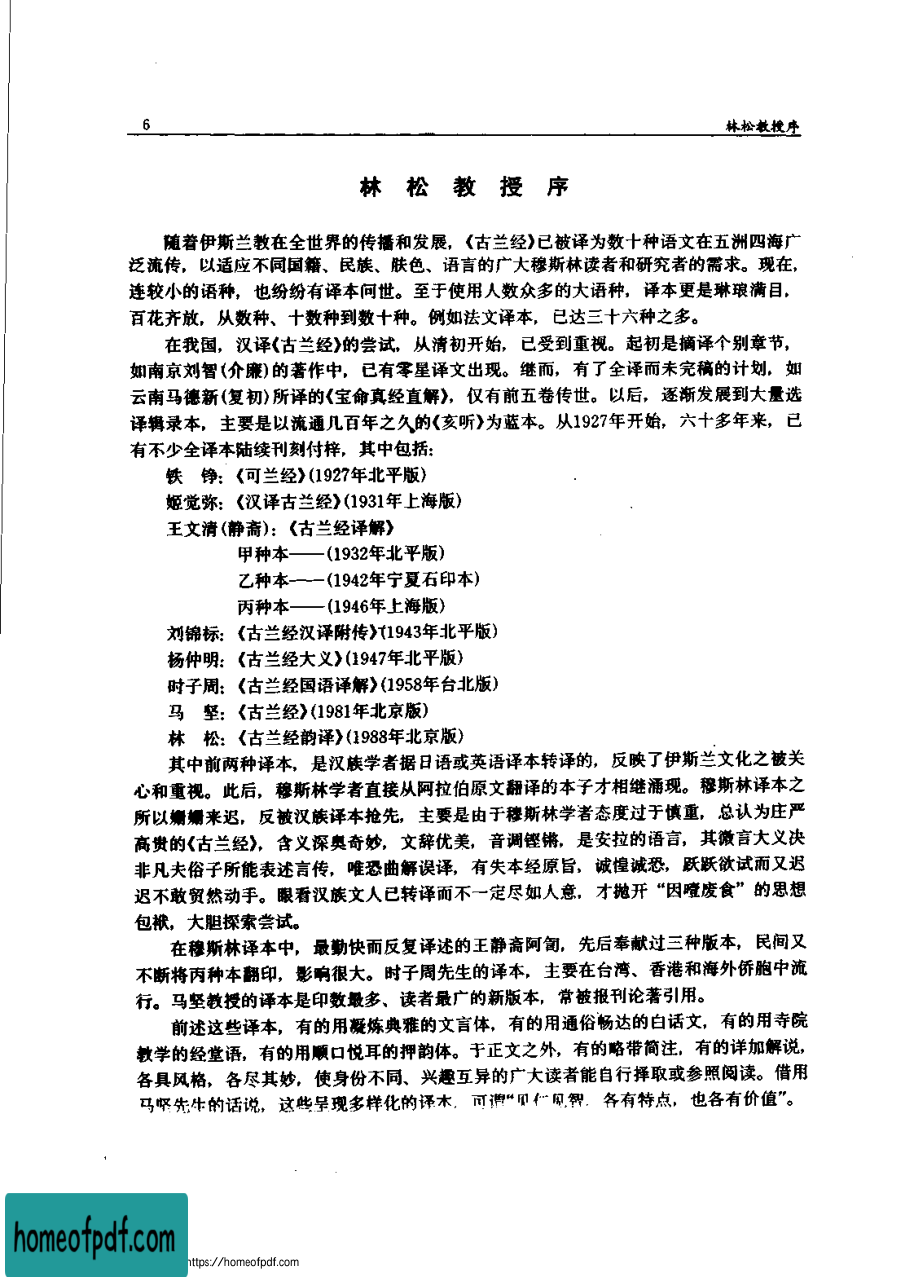 6 林松教授序
林松教授序
随着伊斯兰教在全世界的传播和发展，《古兰经》已被译为数十种语文在五洲四海广
泛流传，以适应不同国籍、民族、肤色、语言的广大穆斯林读者和研究者的需求。现在，
连较小的语种，也纷纷有译本问世。至于使用人数众多的大语种，译本更是琳琅满目，
百花齐放，从数种、十数种到数十种。例如法文译本，已达三十六种之多。
在我国，汉译《古兰经》的尝试，从清初开始，已受到重视。起初是摘译个别章节，
如南京刘智(介廉)的著作中，已有零星译文出现。继而，有了全译而未完稿的计划，如
云南马德新(复初)所译的《宝命真经直解》，仅有前五卷传世。以后，逐渐发展到大量选
译辑录本，主要是以流通几百年之久的《亥听》为蓝本。从1927年开始，六十多年来，已
有不少全译本陆续刊刻付梓，其中包括：
铁　铮：《可兰经》(1927年北平版)
姬觉弥：《汉译古兰经》(1931年上海版)
王文清(静斋)：《古兰经译解》
甲种本——(1932年北平版)
乙种本——(1942年宁夏石印本)
丙种本——(1946年上海版)
刘锦标：《古兰经汉译附传》(1943年北平版)
杨仲明：《古兰经大义》(1947年北平版)
时子周：《古兰经国语译解》(1958年台北版)
马　坚：《古兰经》(1981年北京版)
林　松：《古兰经韵译》(1988年北京版)
其中前两种译本，是汉族学者据日语或英语译本转译的，反映了伊斯兰文化之被关
心和重视。此后，穆斯林学者直接从阿拉伯原文翻译的本子才相继涌现。穆斯林译本之
所以姗姗来迟，反被汉族译本抢先，主要是由于穆斯林学者态度过于慎重，总认为庄严
高贵的《古兰经》，含义深奥奇妙，文辞优美，音调铿锵，是安拉的语言，其微言大义决
非凡夫俗子所能表述言传，唯恐曲解误译，有失本经原旨，诚惶诚恐，跃跃欲试而又迟
迟不敢贸然动手。眼看汉族文人已转译而不一定尽如人意，才抛开“因噎废食”的思想
包袱，大胆探索尝试。
在穆斯林译本中，最勤快而反复译述的王静斋阿訇，先后奉献过三种版本，民间又
不断将丙种本翻印，影响很大。时子周先生的译本，主要在台湾、香港和海外侨胞中流
行。马坚教授的译本是印数最多、读者最广的新版本，常被报刊论著引用。
前述这些译本，有的用凝炼典雅的文言体，有的用通俗畅达的白话文，有的用寺院
教学的经堂语，有的用顺口悦耳的押韵体。于正文之外，有的略带简注，有的详加解说，
各具风格，各尽其妙，使身份不同、兴趣互异的广大读者能自行择取或参照阅读。借用
马坚先生的话说，这些呈现多样化的译本，可谓“见仁见智，各有特点，也各有价值”。
homeofpdf.com
https://homeofpdf.com